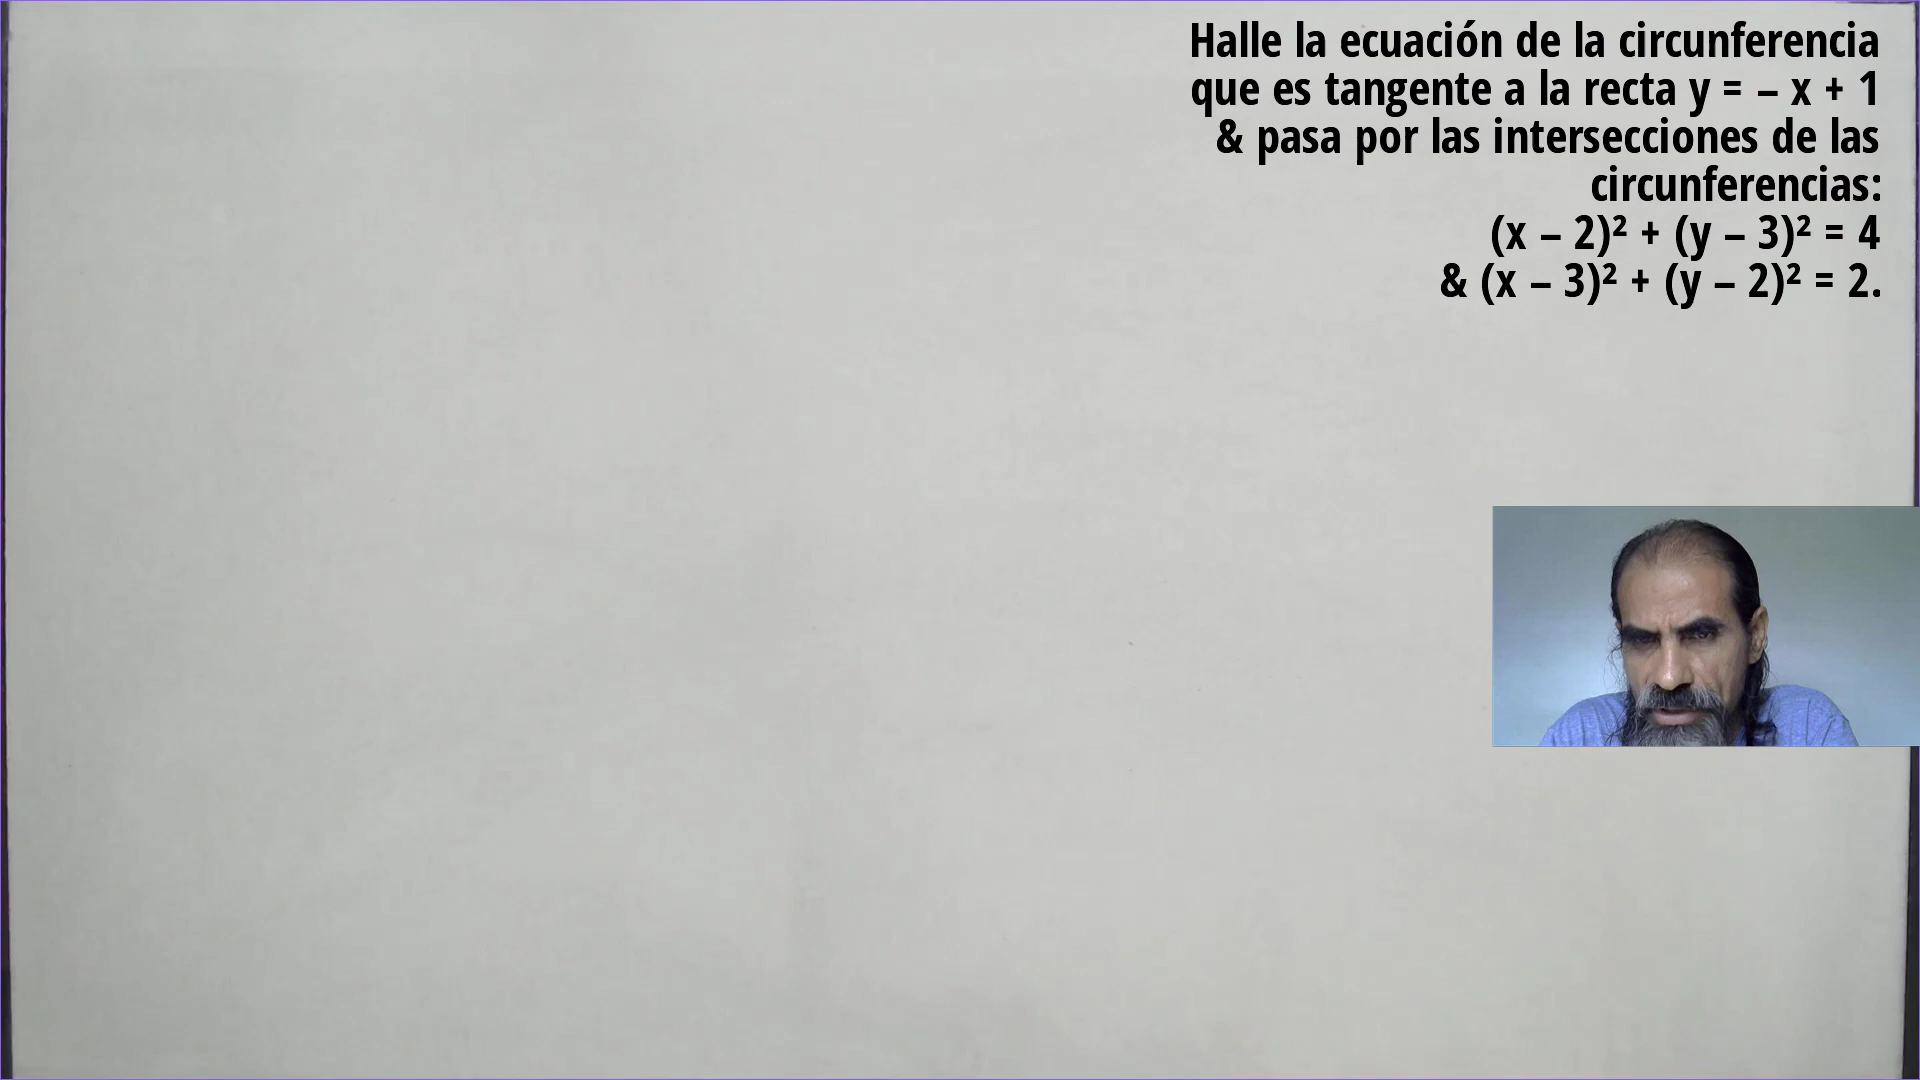 Halle la ecuación de la circunferencia
que es tangente a la recta y = – x + 1
& pasa por las intersecciones de las
circunferencias:
(x – 2)² + (y – 3)² = 4
& (x – 3)² + (y – 2)² = 2.